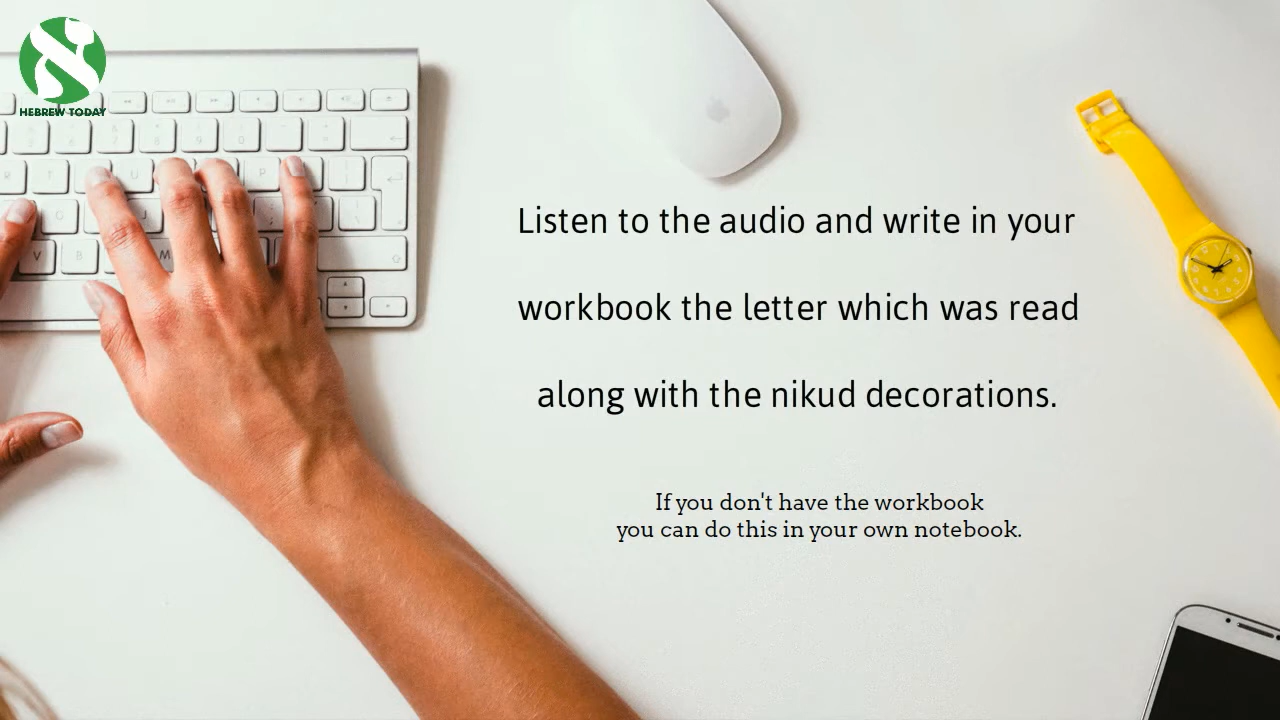 א
HEBREW TODAY
Listen to the audio and write in your
workbook the letter which was read
along with the nikud decorations.
If you don't have the workbook
you can do this in your own notebook.